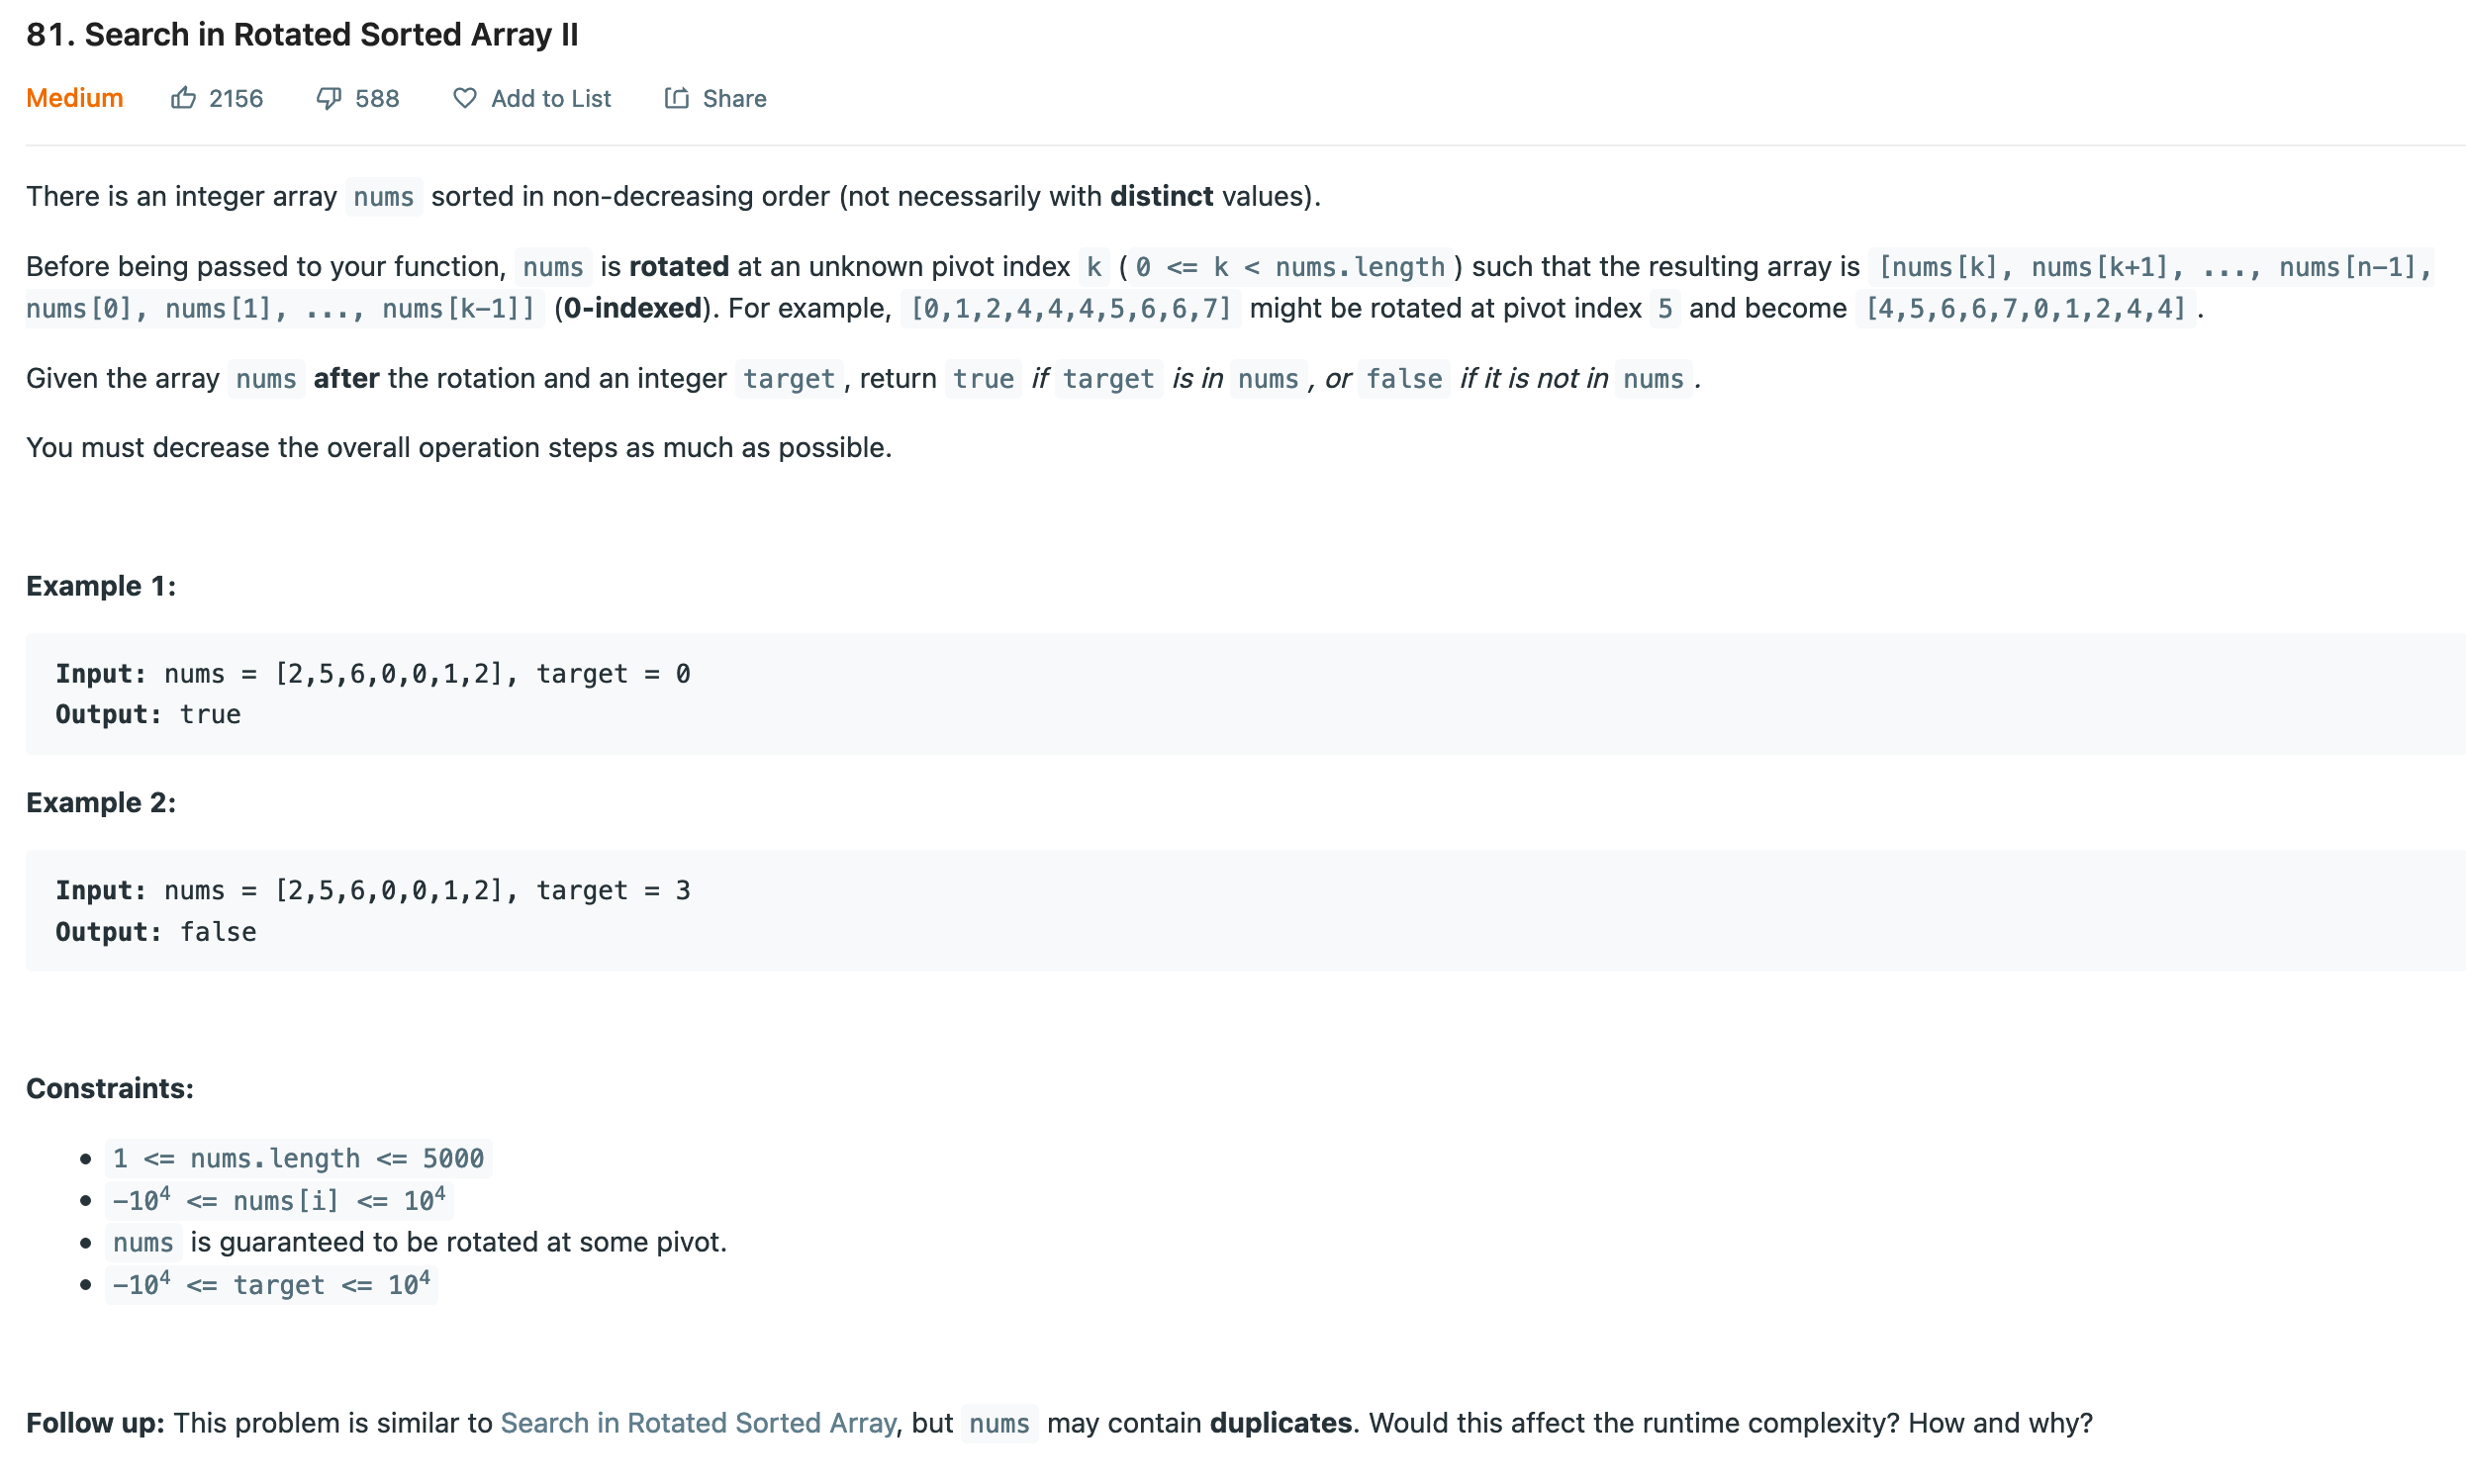 81. Search in Rotated Sorted Array II
Medium 2156 588 Add to List Share
There is an integer array nums sorted in non-decreasing order (not necessarily with distinct values).
Before being passed to your function, nums is rotated at an unknown pivot index k (0 <= k < nums.length) such that the resulting array is [nums[k], nums[k+1], ..., nums[n-1],
nums[0], nums[1], ..., nums[k-1]] (0-indexed). For example, [0,1,2,4,4,4,5,6,6,7] might be rotated at pivot index 5 and become [4,5,6,6,7,0,1,2,4,4].
Given the array nums after the rotation and an integer target, return true if target is in nums, or false if it is not in nums.
You must decrease the overall operation steps as much as possible.
Example 1:
Input: nums = [2,5,6,0,0,1,2], target = 0
Output: true
Example 2:
Input: nums = [2,5,6,0,0,1,2], target = 3
Output: false
Constraints:
• 1 <= nums.length <= 5000
• -10⁴ <= nums[i] <= 10⁴
• nums is guaranteed to be rotated at some pivot.
• -10⁴ <= target <= 10⁴
Follow up: This problem is similar to Search in Rotated Sorted Array, but nums may contain duplicates. Would this affect the runtime complexity? How and why?